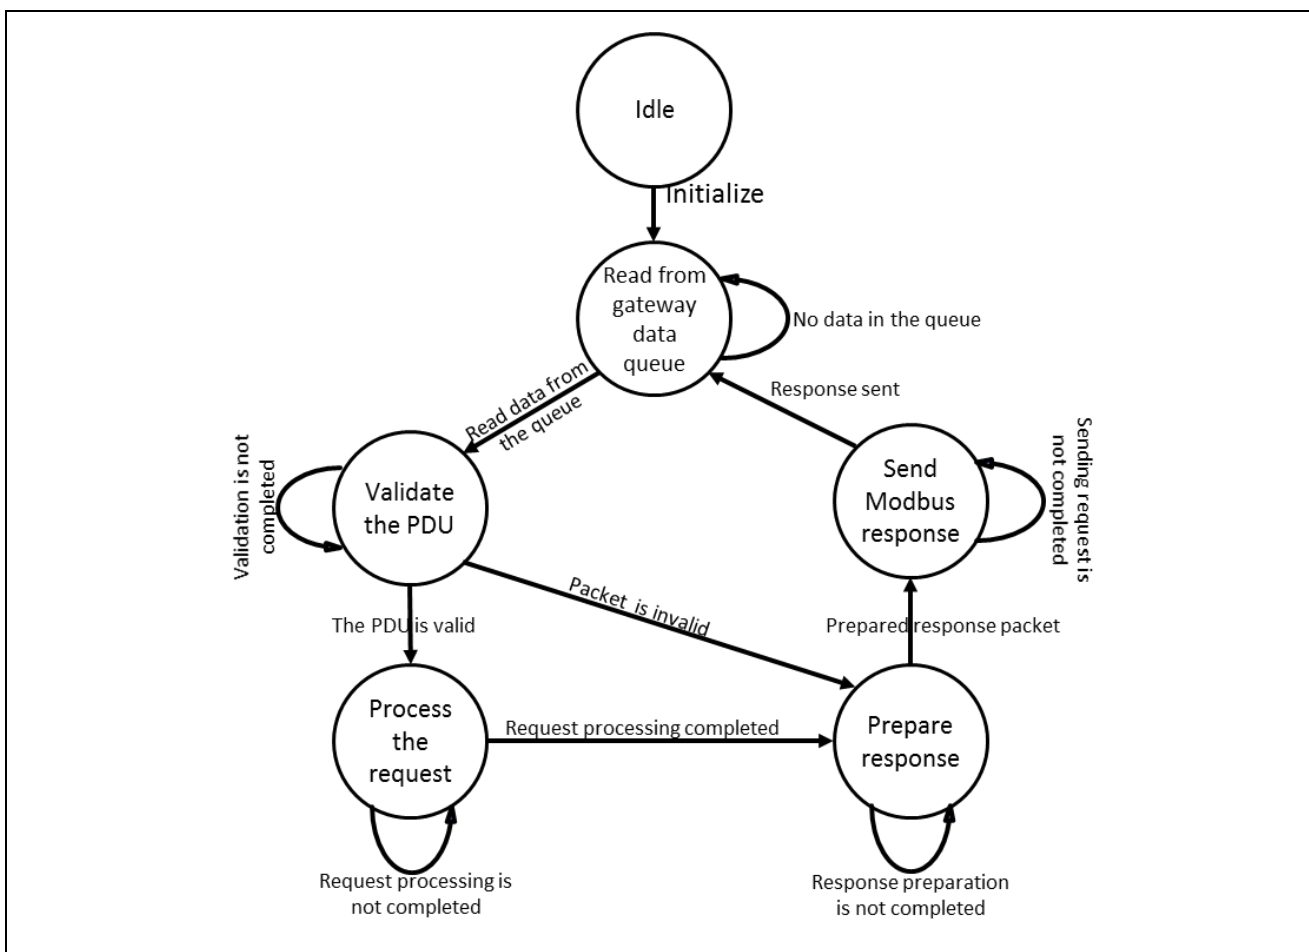 Idle
Initialize
Read from
gateway
data
queue
No data in the queue
Read data from
the queue
Response sent
Validation is not
completed
Validate
the PDU
Send
Modbus
response
Sending request is
not completed
Packet is invalid
The PDU is valid
Prepared response packet
Process
the
request
Request processing completed
Prepare
response
Request processing is
not completed
Response preparation
is not completed